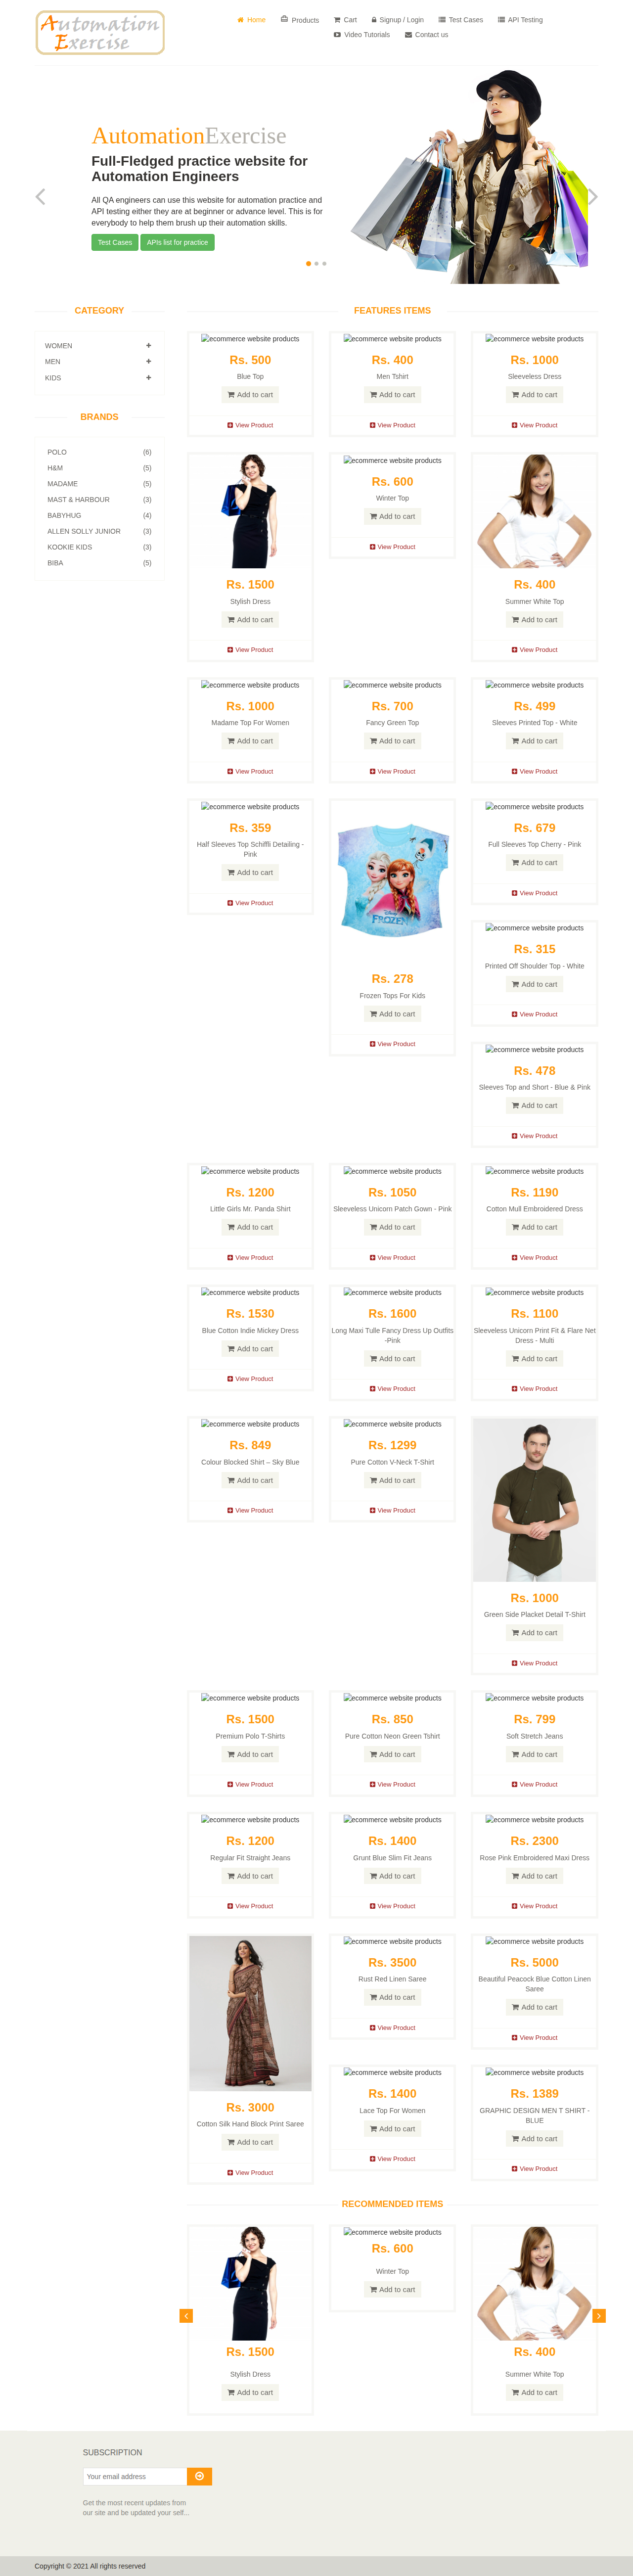 Automation
Exercise
Home
Products
Cart
Signup / Login
Test Cases
API Testing
Video Tutorials
Contact us
AutomationExercise
Full-Fledged practice website for
Automation Engineers
All QA engineers can use this website for automation practice and
API testing either they are at beginner or advance level. This is for
everybody to help them brush up their automation skills.
Test Cases
APIs list for practice
CATEGORY
WOMEN
MEN
KIDS
BRANDS
POLO (6)
H&M (5)
MADAME (5)
MAST & HARBOUR (3)
BABYHUG (4)
ALLEN SOLLY JUNIOR (3)
KOOKIE KIDS (3)
BIBA (5)
FEATURES ITEMS
ecommerce website products
Rs. 500
Blue Top
Add to cart
View Product
ecommerce website products
Rs. 400
Men Tshirt
Add to cart
View Product
ecommerce website products
Rs. 1000
Sleeveless Dress
Add to cart
View Product
Rs. 1500
Stylish Dress
Add to cart
View Product
ecommerce website products
Rs. 600
Winter Top
Add to cart
View Product
Rs. 400
Summer White Top
Add to cart
View Product
ecommerce website products
Rs. 1000
Madame Top For Women
Add to cart
View Product
ecommerce website products
Rs. 700
Fancy Green Top
Add to cart
View Product
ecommerce website products
Rs. 499
Sleeves Printed Top - White
Add to cart
View Product
ecommerce website products
Rs. 359
Half Sleeves Top Schiffli Detailing -
Pink
Add to cart
View Product
FROZEN
Rs. 278
Frozen Tops For Kids
Add to cart
View Product
ecommerce website products
Rs. 679
Full Sleeves Top Cherry - Pink
Add to cart
View Product
ecommerce website products
Rs. 315
Printed Off Shoulder Top - White
Add to cart
View Product
ecommerce website products
Rs. 478
Sleeves Top and Short - Blue & Pink
Add to cart
View Product
ecommerce website products
Rs. 1200
Little Girls Mr. Panda Shirt
Add to cart
View Product
ecommerce website products
Rs. 1050
Sleeveless Unicorn Patch Gown - Pink
Add to cart
View Product
ecommerce website products
Rs. 1190
Cotton Mull Embroidered Dress
Add to cart
View Product
ecommerce website products
Rs. 1530
Blue Cotton Indie Mickey Dress
Add to cart
View Product
ecommerce website products
Rs. 1600
Long Maxi Tulle Fancy Dress Up Outfits
-Pink
Add to cart
View Product
ecommerce website products
Rs. 1100
Sleeveless Unicorn Print Fit & Flare Net
Dress - Multi
Add to cart
View Product
ecommerce website products
Rs. 849
Colour Blocked Shirt – Sky Blue
Add to cart
View Product
ecommerce website products
Rs. 1299
Pure Cotton V-Neck T-Shirt
Add to cart
View Product
Rs. 1000
Green Side Placket Detail T-Shirt
Add to cart
View Product
ecommerce website products
Rs. 1500
Premium Polo T-Shirts
Add to cart
View Product
ecommerce website products
Rs. 850
Pure Cotton Neon Green Tshirt
Add to cart
View Product
ecommerce website products
Rs. 799
Soft Stretch Jeans
Add to cart
View Product
ecommerce website products
Rs. 1200
Regular Fit Straight Jeans
Add to cart
View Product
ecommerce website products
Rs. 1400
Grunt Blue Slim Fit Jeans
Add to cart
View Product
ecommerce website products
Rs. 2300
Rose Pink Embroidered Maxi Dress
Add to cart
View Product
Rs. 3000
Cotton Silk Hand Block Print Saree
Add to cart
View Product
ecommerce website products
Rs. 3500
Rust Red Linen Saree
Add to cart
View Product
ecommerce website products
Rs. 5000
Beautiful Peacock Blue Cotton Linen
Saree
Add to cart
View Product
ecommerce website products
Rs. 1400
Lace Top For Women
Add to cart
View Product
ecommerce website products
Rs. 1389
GRAPHIC DESIGN MEN T SHIRT -
BLUE
Add to cart
View Product
RECOMMENDED ITEMS
Rs. 1500
Stylish Dress
Add to cart
ecommerce website products
Rs. 600
Winter Top
Add to cart
Rs. 400
Summer White Top
Add to cart
SUBSCRIPTION
Your email address
Get the most recent updates from
our site and be updated your self...
Copyright © 2021 All rights reserved